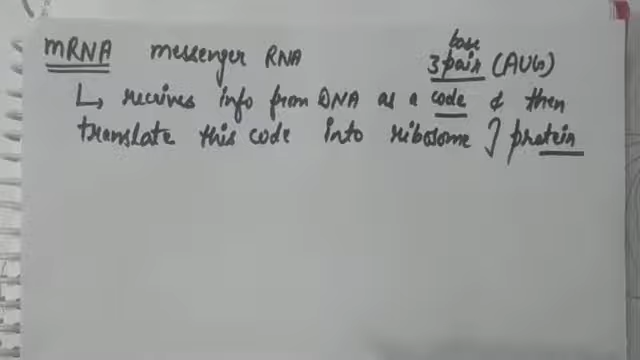 mRNA messenger RNA 3 base pair (AUG)
↳ receives info from DNA as a code & then
translate this code into ribosome } protein